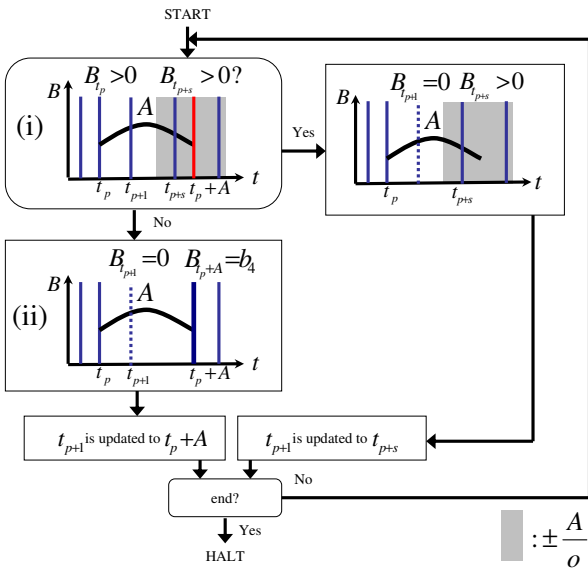 START
B_{t_p} >0 B_{t_{p+s}} >0?
(i)
B
A
t_p t_{p+1} t_{p+s} t_p+A t
Yes
B_{t_{p+1}} =0 B_{t_{p+s}} >0
B
A
t_p t_{p+s} t
No
B_{t_{p+1}} =0 B_{t_p+A} =b_4
(ii)
B
A
t_p t_{p+1} t_p+A t
t_{p+1} is updated to t_p+A
t_{p+1} is updated to t_{p+s}
end?
No
Yes
HALT
: ± A/o